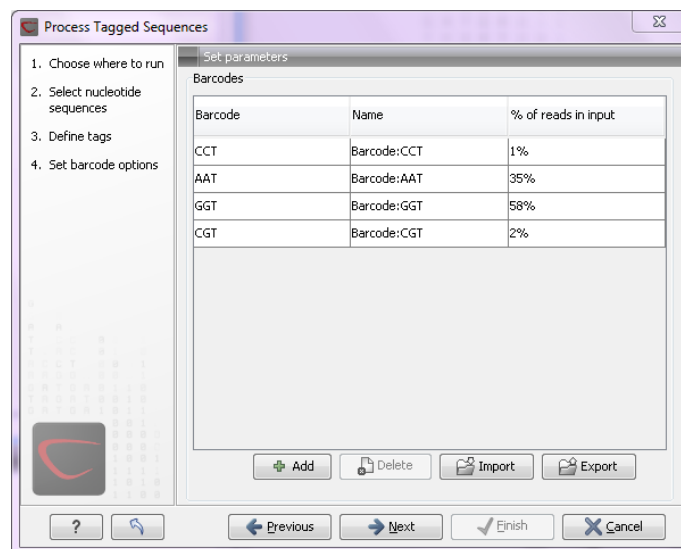 Process Tagged Sequences
1. Choose where to run
2. Select nucleotide
sequences
3. Define tags
4. Set barcode options
Set parameters
Barcodes
Barcode Name % of reads in input
CCT Barcode:CCT 1%
AAT Barcode:AAT 35%
GGT Barcode:GGT 58%
CGT Barcode:CGT 2%
Add Delete Import Export
? Previous Next Finish Cancel